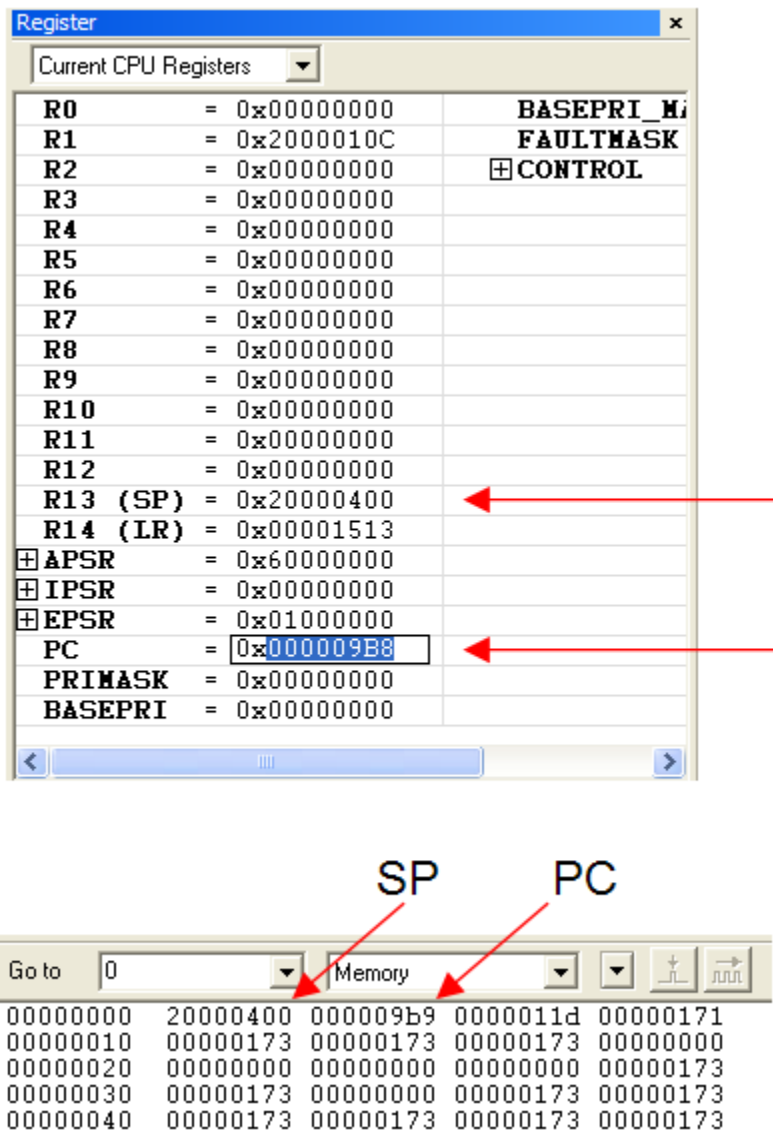 Register ×
Current CPU Registers
R0 = 0x00000000 BASEPRI_MA
R1 = 0x2000010C FAULTMASK
R2 = 0x00000000 CONTROL
R3 = 0x00000000
R4 = 0x00000000
R5 = 0x00000000
R6 = 0x00000000
R7 = 0x00000000
R8 = 0x00000000
R9 = 0x00000000
R10 = 0x00000000
R11 = 0x00000000
R12 = 0x00000000
R13 (SP) = 0x20000400
R14 (LR) = 0x00001513
APSR = 0x60000000
IPSR = 0x00000000
EPSR = 0x01000000
PC = 0x000009B8
PRIMASK = 0x00000000
BASEPRI = 0x00000000
SP PC
Go to 0 Memory
00000000 20000400 000009b9 0000011d 00000171
00000010 00000173 00000173 00000173 00000000
00000020 00000000 00000000 00000000 00000173
00000030 00000173 00000000 00000173 00000173
00000040 00000173 00000173 00000173 00000173